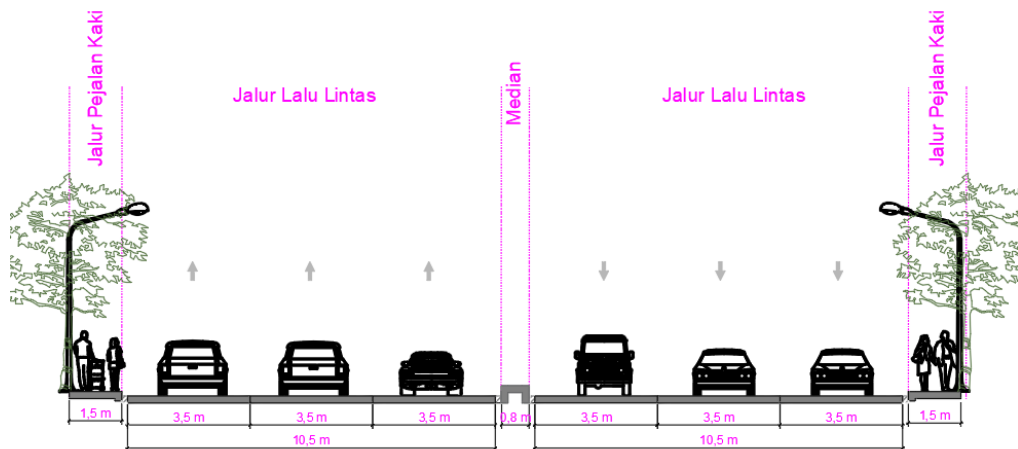 Jalur Pejalan Kaki
Jalur Lalu Lintas
Median
Jalur Lalu Lintas
Jalur Pejalan Kaki
1,5 m
3,5 m
3,5 m
3,5 m
0,8 m
3,5 m
3,5 m
3,5 m
1,5 m
10,5 m
10,5 m